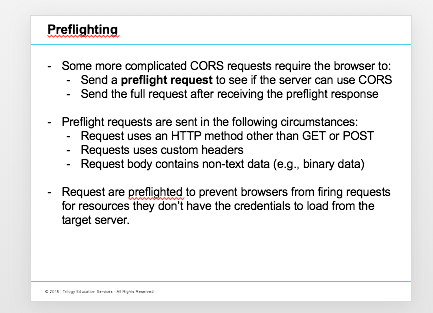 Preflighting
- Some more complicated CORS requests require the browser to:
- Send a preflight request to see if the server can use CORS
- Send the full request after receiving the preflight response
- Preflight requests are sent in the following circumstances:
- Request uses an HTTP method other than GET or POST
- Requests uses custom headers
- Request body contains non-text data (e.g., binary data)
- Request are preflighted to prevent browsers from firing requests
for resources they don't have the credentials to load from the
target server.
Trilogy Education Services All Rights Reserved